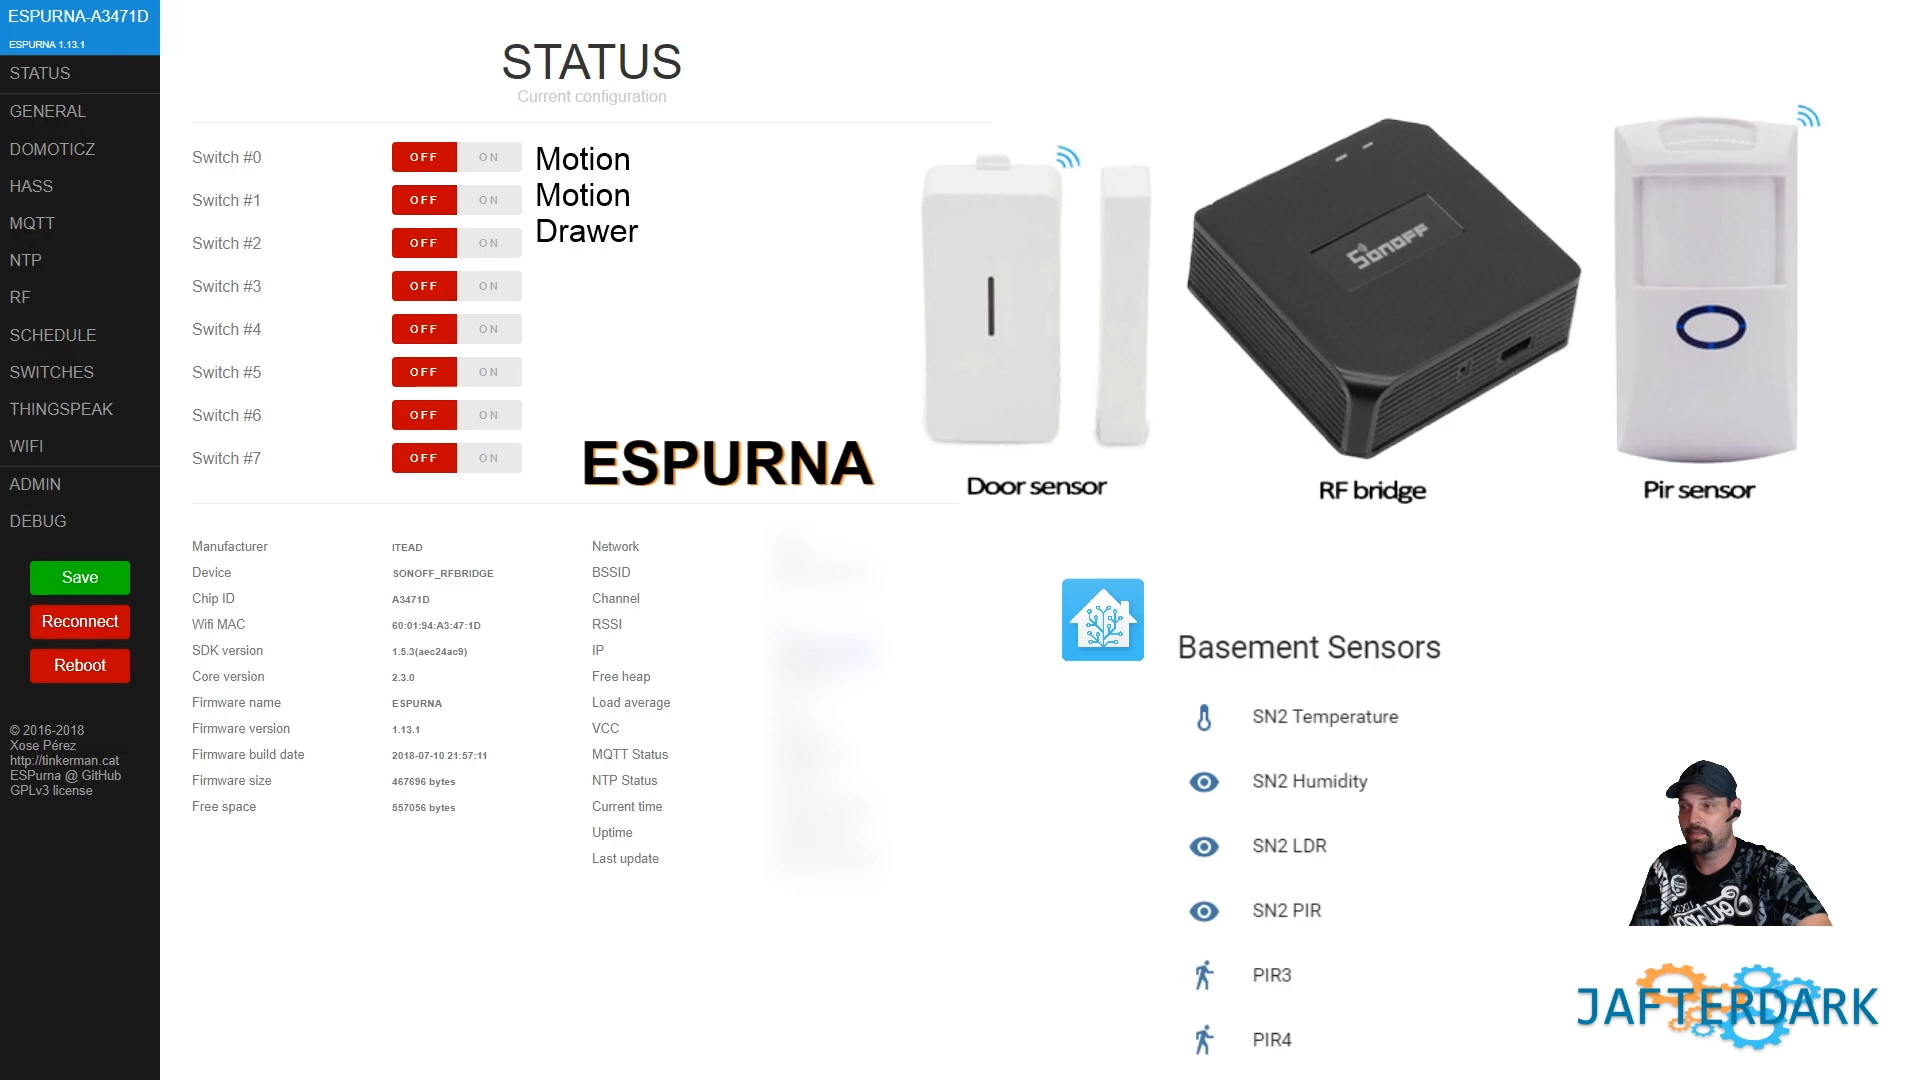 ESPURNA-A3471D
ESPURNA 1.13.1
STATUS
GENERAL
DOMOTICZ
HASS
MQTT
NTP
RF
SCHEDULE
SWITCHES
THINGSPEAK
WIFI
ADMIN
DEBUG
Save
Reconnect
Reboot
© 2016-2018
Xose Pérez
http://tinkerman.cat
ESPurna @ GitHub
GPLv3 license
STATUS
Current configuration
Switch #0 OFF ON Motion
Switch #1 OFF ON Motion
Switch #2 OFF ON Drawer
Switch #3 OFF ON
Switch #4 OFF ON
Switch #5 OFF ON
Switch #6 OFF ON
Switch #7 OFF ON
ESPURNA
Manufacturer ITEAD
Device SONOFF_RFBRIDGE
Chip ID A3471D
Wifi MAC 60:01:94:A3:47:1D
SDK version 1.5.3(aec24ac9)
Core version 2.3.0
Firmware name ESPURNA
Firmware version 1.13.1
Firmware build date 2018-07-10 21:57:11
Firmware size 467696 bytes
Free space 557056 bytes
Network
BSSID
Channel
RSSI
IP
Free heap
Load average
VCC
MQTT Status
NTP Status
Current time
Uptime
Last update
SONOFF
Door sensor
RF bridge
Pir sensor
Basement Sensors
SN2 Temperature
SN2 Humidity
SN2 LDR
SN2 PIR
PIR3
PIR4
JAFTERDARK